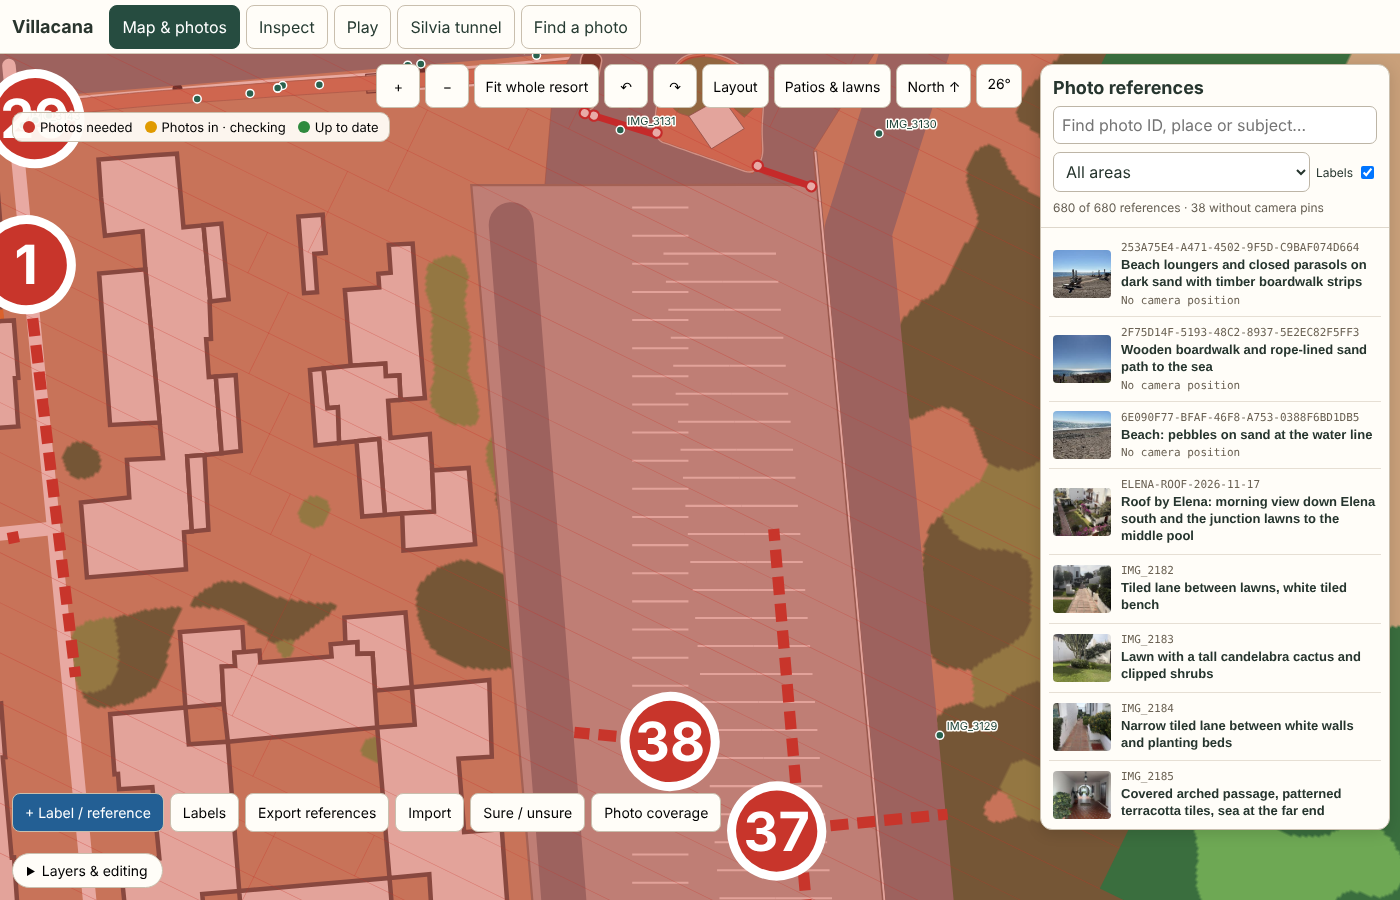 Villacana
Map & photos
Inspect
Play
Silvia tunnel
Find a photo
+
−
Fit whole resort
↶
↷
Layout
Patios & lawns
North ↑
26°
Photos needed
Photos in · checking
Up to date
IMG_3131
IMG_3130
1
38
37
IMG_3129
+ Label / reference
Labels
Export references
Import
Sure / unsure
Photo coverage
▶ Layers & editing
Photo references
Find photo ID, place or subject...
All areas
Labels
680 of 680 references · 38 without camera pins
253A75E4-A471-4502-9F5D-C9BAF074D664
Beach loungers and closed parasols on
dark sand with timber boardwalk strips
No camera position
2F75D14F-5193-48C2-8937-5E2EC82F5FF3
Wooden boardwalk and rope-lined sand
path to the sea
No camera position
6E090F77-BFAF-46F8-A753-0388F6BD1DB5
Beach: pebbles on sand at the water line
No camera position
ELENA-ROOF-2026-11-17
Roof by Elena: morning view down Elena
south and the junction lawns to the
middle pool
IMG_2182
Tiled lane between lawns, white tiled
bench
IMG_2183
Lawn with a tall candelabra cactus and
clipped shrubs
IMG_2184
Narrow tiled lane between white walls
and planting beds
IMG_2185
Covered arched passage, patterned
terracotta tiles, sea at the far end